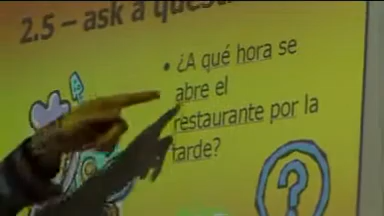 2.5 – ask a
• ¿A qué hora se
abre el
restaurante por la
tarde?